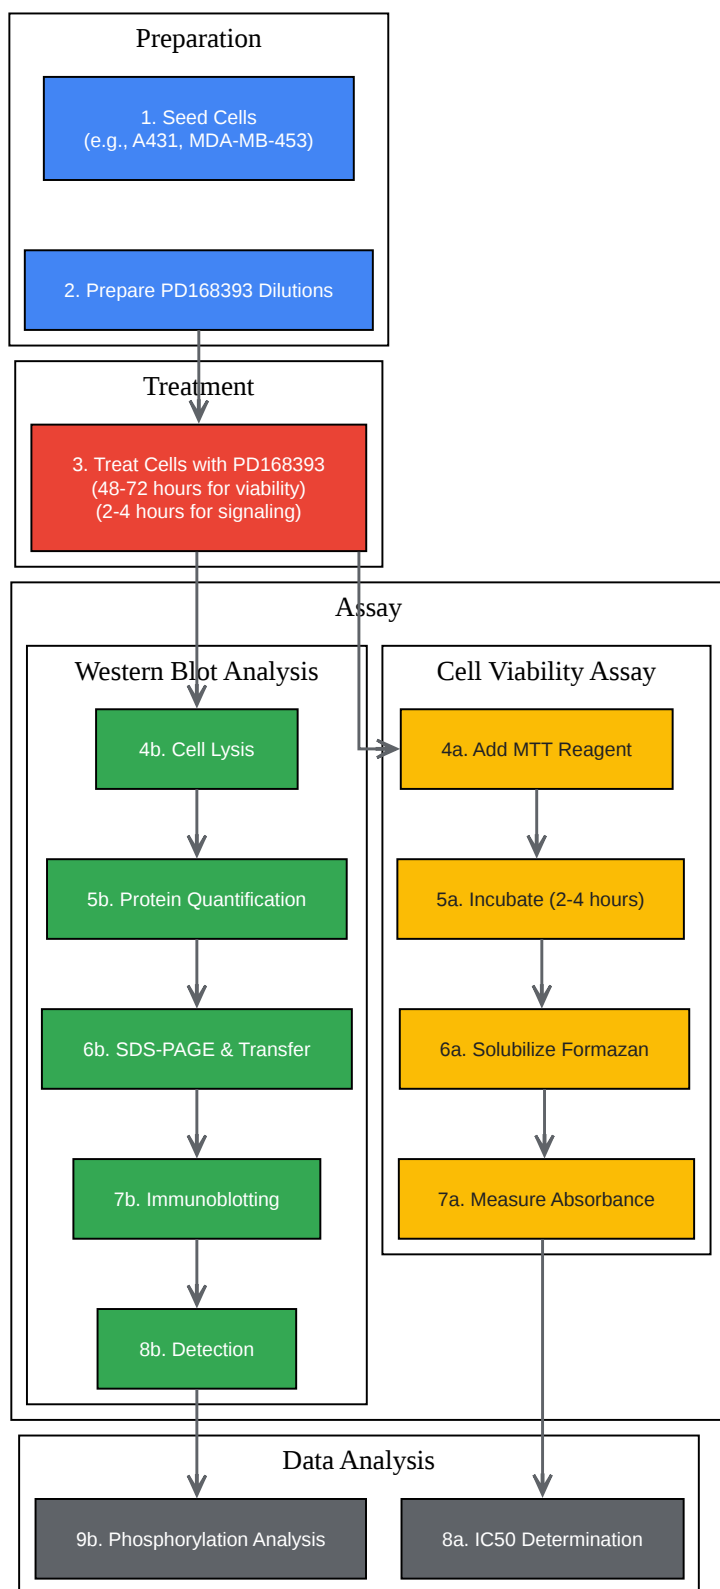 Preparation
1. Seed Cells
(e.g., A431, MDA-MB-453)
2. Prepare PD168393 Dilutions
Treatment
3. Treat Cells with PD168393
(48-72 hours for viability)
(2-4 hours for signaling)
Assay
Western Blot Analysis
4b. Cell Lysis
5b. Protein Quantification
6b. SDS-PAGE & Transfer
7b. Immunoblotting
8b. Detection
Cell Viability Assay
4a. Add MTT Reagent
5a. Incubate (2-4 hours)
6a. Solubilize Formazan
7a. Measure Absorbance
Data Analysis
9b. Phosphorylation Analysis
8a. IC50 Determination